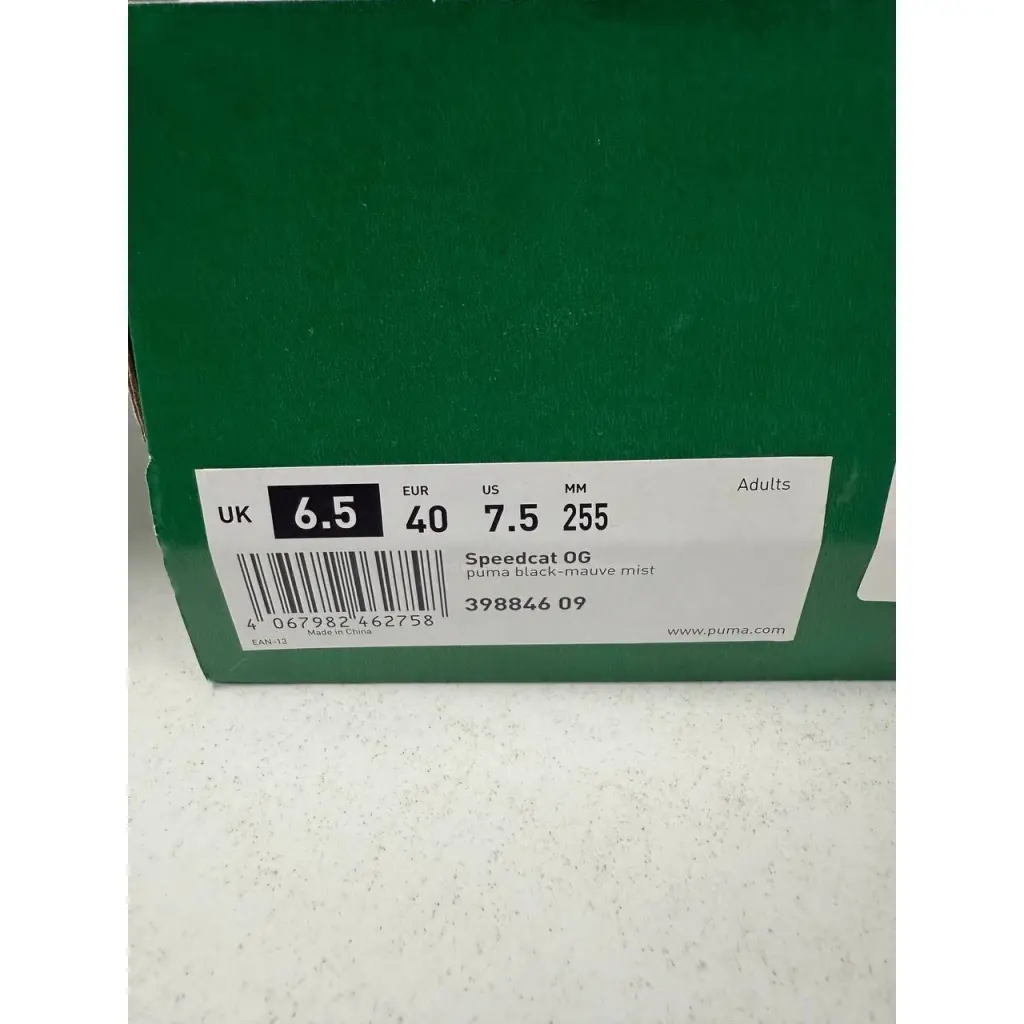 Adults
UK 6.5 EUR 40 US 7.5 MM 255
Speedcat OG
puma black-mauve mist
398846 09
4 067982 462758
Made in China
EAN-13
www.puma.com